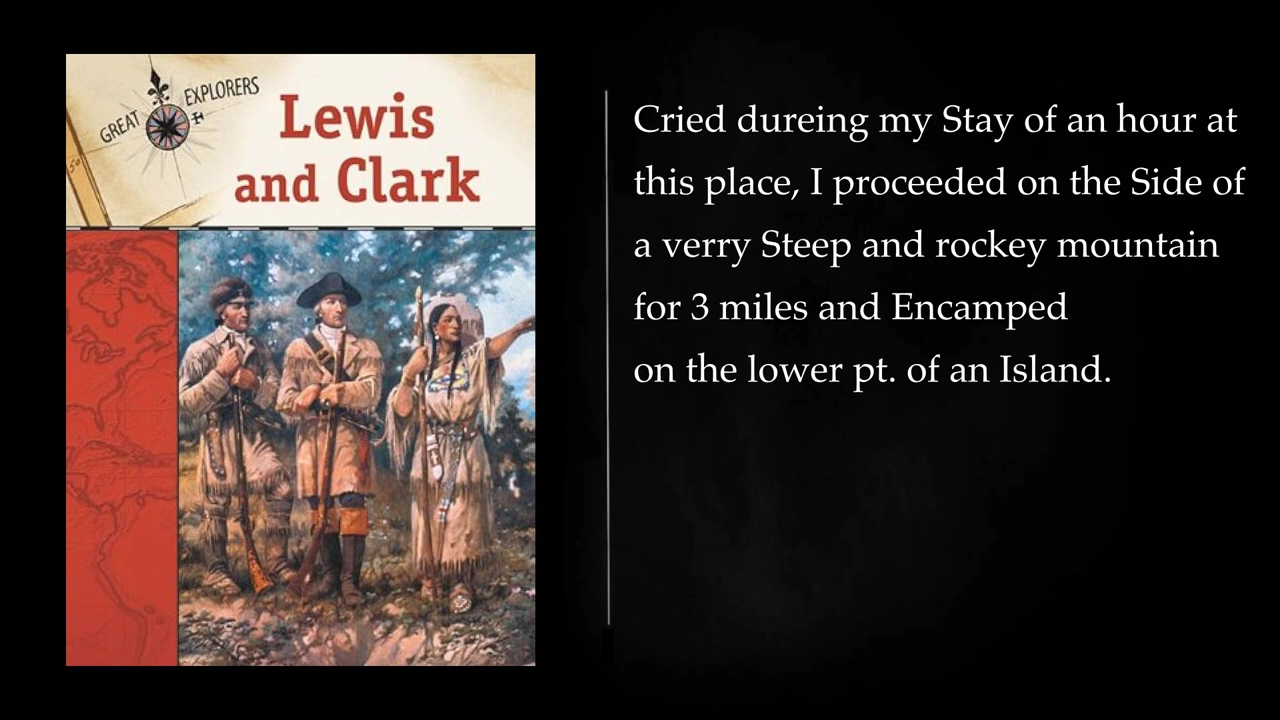 GREAT EXPLORERS
Lewis
and Clark
Cried dureing my Stay of an hour at
this place, I proceeded on the Side of
a verry Steep and rockey mountain
for 3 miles and Encamped
on the lower pt. of an Island.